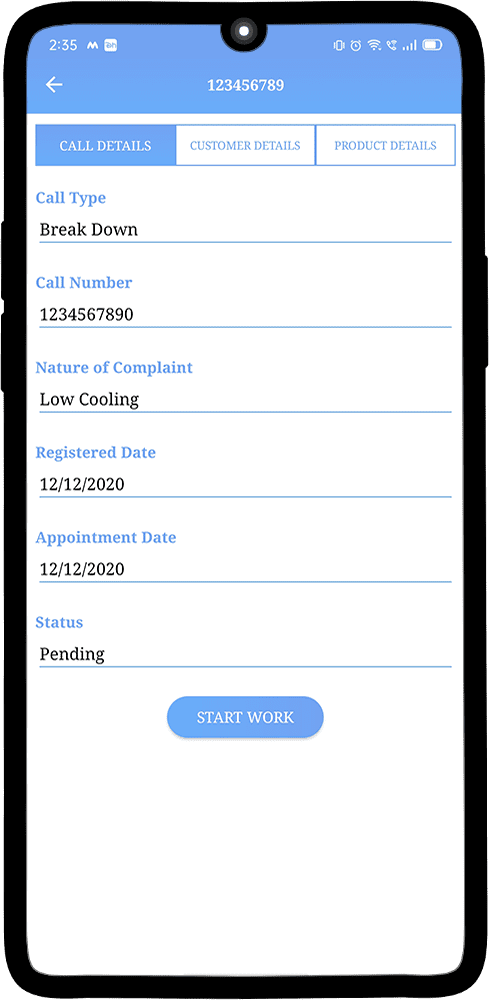 2:35
123456789
CALL DETAILS CUSTOMER DETAILS PRODUCT DETAILS
Call Type
Break Down
Call Number
1234567890
Nature of Complaint
Low Cooling
Registered Date
12/12/2020
Appointment Date
12/12/2020
Status
Pending
START WORK